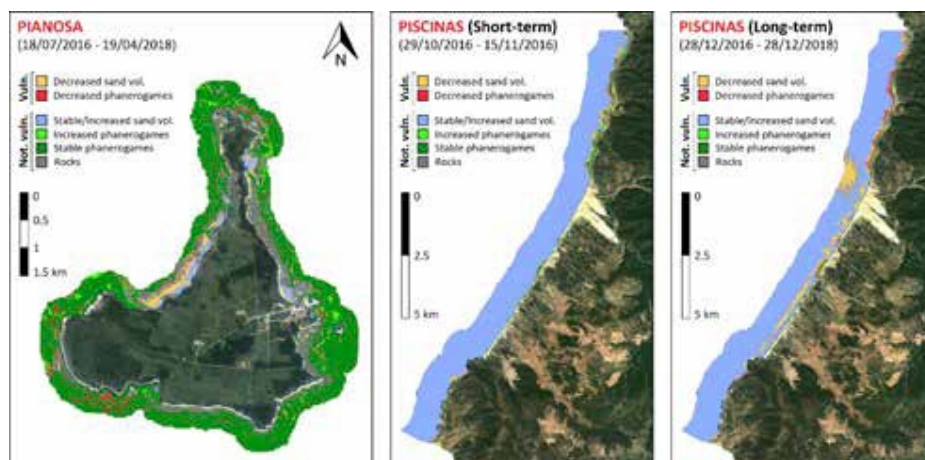 PIANOSA
(18/07/2016 - 19/04/2018)
N
Vuln.
Decreased sand vol.
Decreased phanerogames
Not. vuln.
Stable/Increased sand vol.
Increased phanerogames
Stable phanerogames
Rocks
0
0.5
1
1.5 km
PISCINAS (Short-term)
(29/10/2016 - 15/11/2016)
Vuln.
Decreased sand vol.
Decreased phanerogames
Not. vuln.
Stable/Increased sand vol.
Increased phanerogames
Stable phanerogames
Rocks
0
2.5
5 km
PISCINAS (Long-term)
(28/12/2016 - 28/12/2018)
Vuln.
Decreased sand vol.
Decreased phanerogames
Not. vuln.
Stable/Increased sand vol.
Increased phanerogames
Stable phanerogames
Rocks
0
2.5
5 km